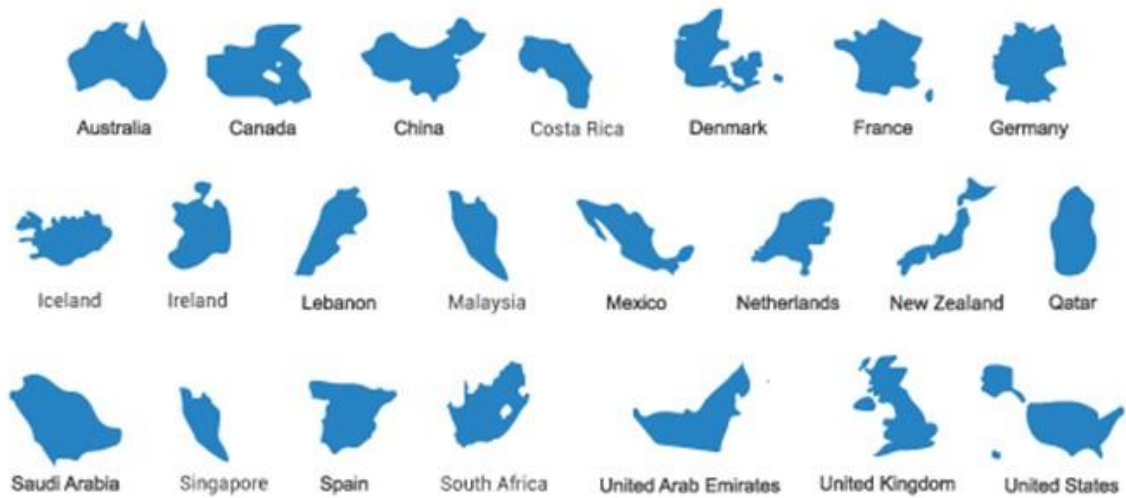 Australia Canada China Costa Rica Denmark France Germany
Iceland Ireland Lebanon Malaysia Mexico Netherlands New Zealand Qatar
Saudi Arabia Singapore Spain South Africa United Arab Emirates United Kingdom United States